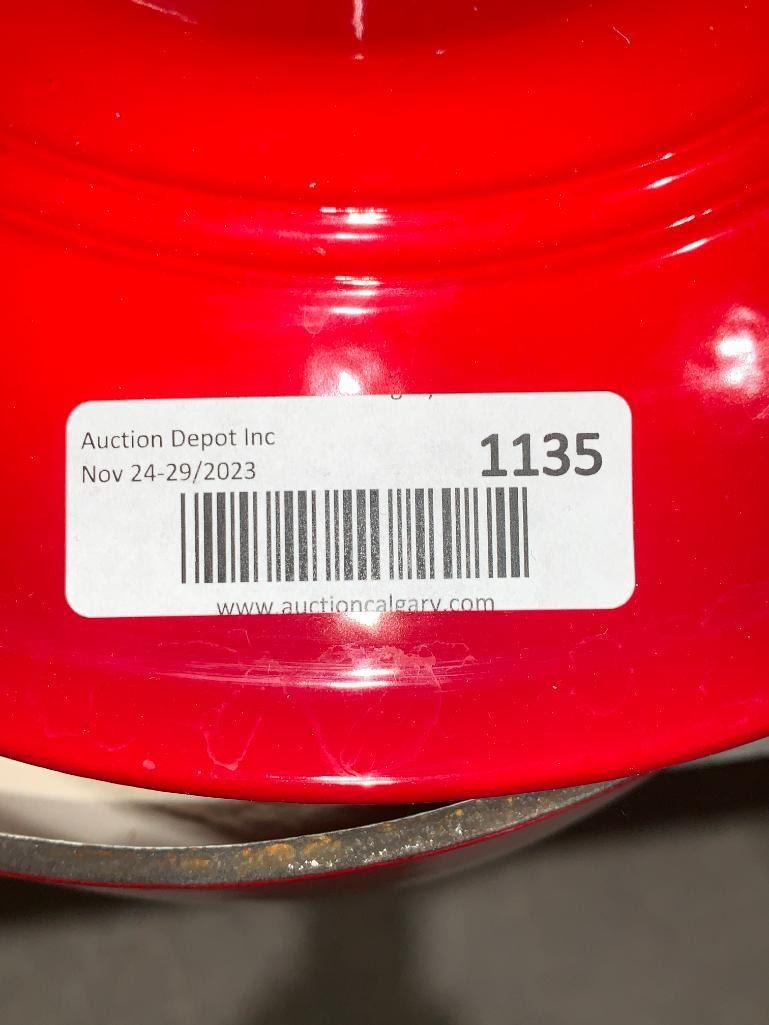 Auction Depot Inc
Nov 24-29/2023
1135
www.auctioncalgary.com